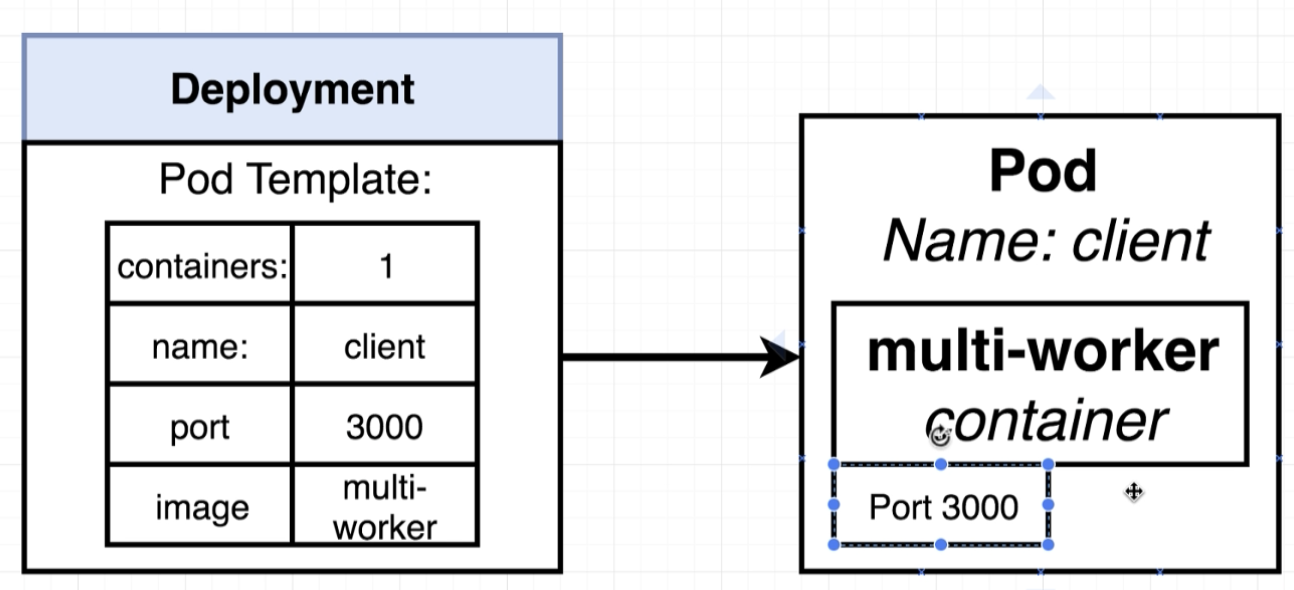 Deployment
Pod Template:
containers: 1
name: client
port 3000
image multi-
worker
Pod
Name: client
multi-worker
container
Port 3000